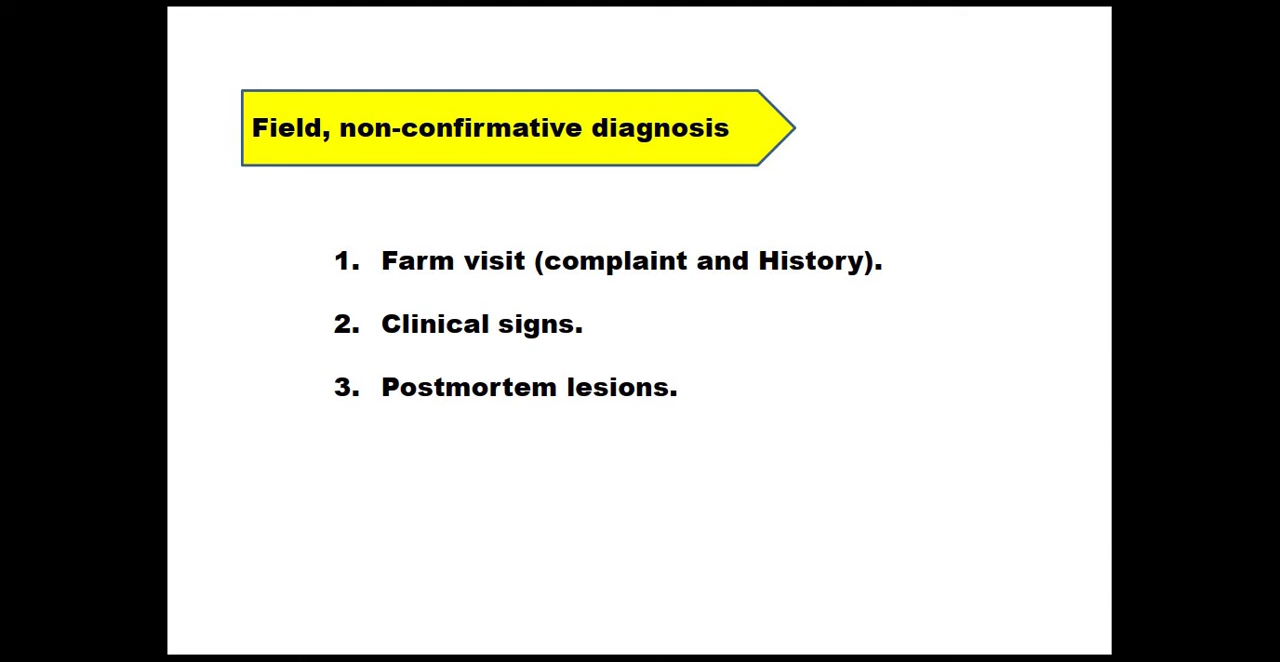 Field, non-confirmative diagnosis
1. Farm visit (complaint and History).
2. Clinical signs.
3. Postmortem lesions.